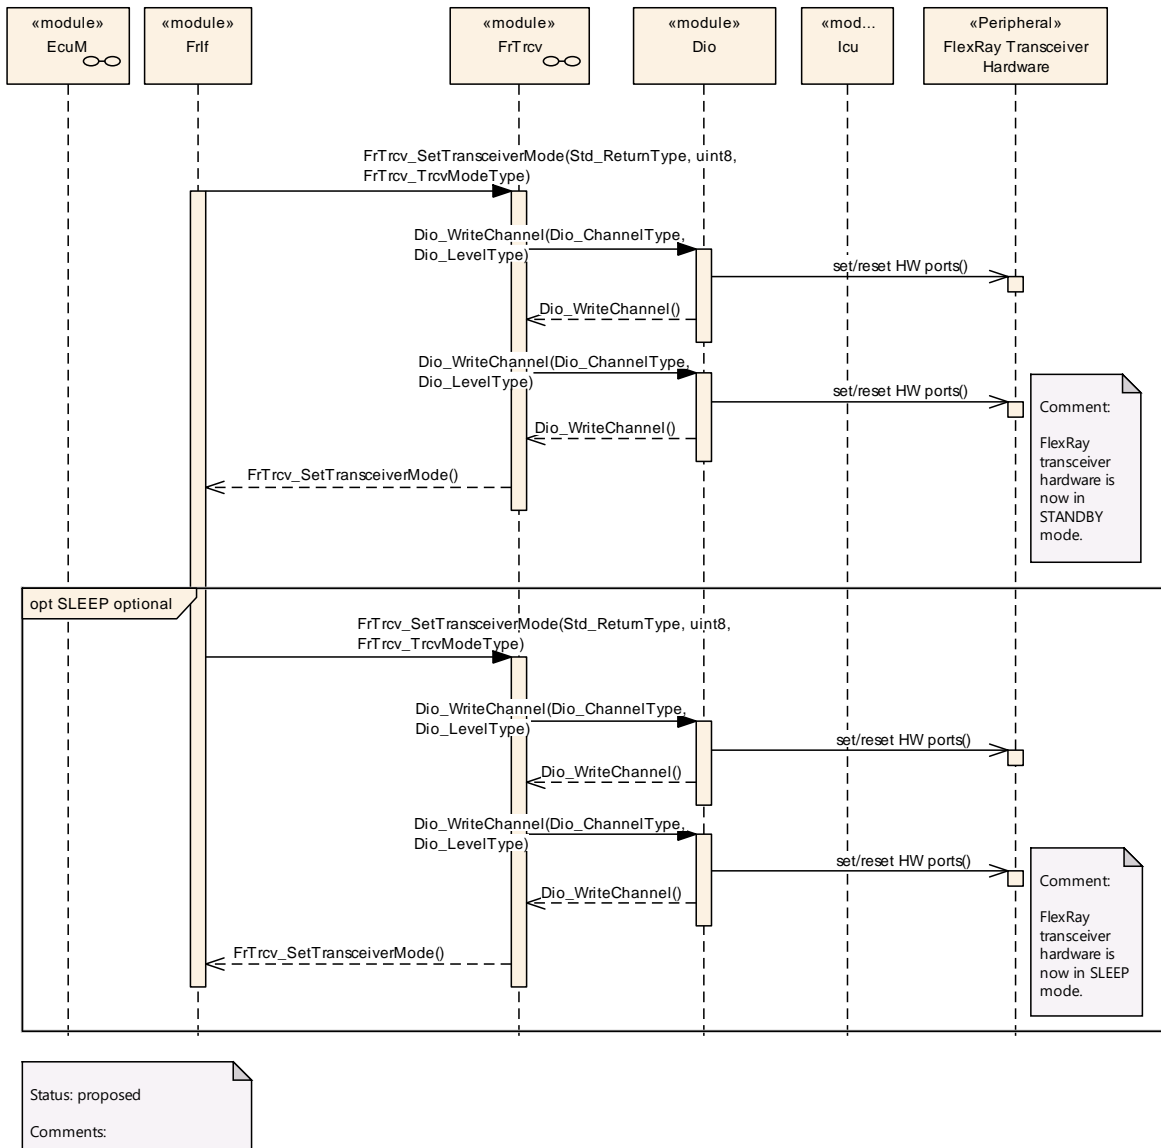 «module»
EcuM
«module»
FrIf
«module»
FrTrcv
«module»
Dio
«mod...
Icu
«Peripheral»
FlexRay Transceiver
Hardware
FrTrcv_SetTransceiverMode(Std_ReturnType, uint8,
FrTrcv_TrcvModeType)
Dio_WriteChannel(Dio_ChannelType,
Dio_LevelType)
set/reset HW ports()
Dio_WriteChannel()
Dio_WriteChannel(Dio_ChannelType,
Dio_LevelType)
set/reset HW ports()
Dio_WriteChannel()
FrTrcv_SetTransceiverMode()
Comment:
FlexRay
transceiver
hardware is
now in
STANDBY
mode.
opt SLEEP optional
FrTrcv_SetTransceiverMode(Std_ReturnType, uint8,
FrTrcv_TrcvModeType)
Dio_WriteChannel(Dio_ChannelType,
Dio_LevelType)
set/reset HW ports()
Dio_WriteChannel()
Dio_WriteChannel(Dio_ChannelType,
Dio_LevelType)
set/reset HW ports()
Dio_WriteChannel()
FrTrcv_SetTransceiverMode()
Comment:
FlexRay
transceiver
hardware is
now in SLEEP
mode.
Status: proposed
Comments: